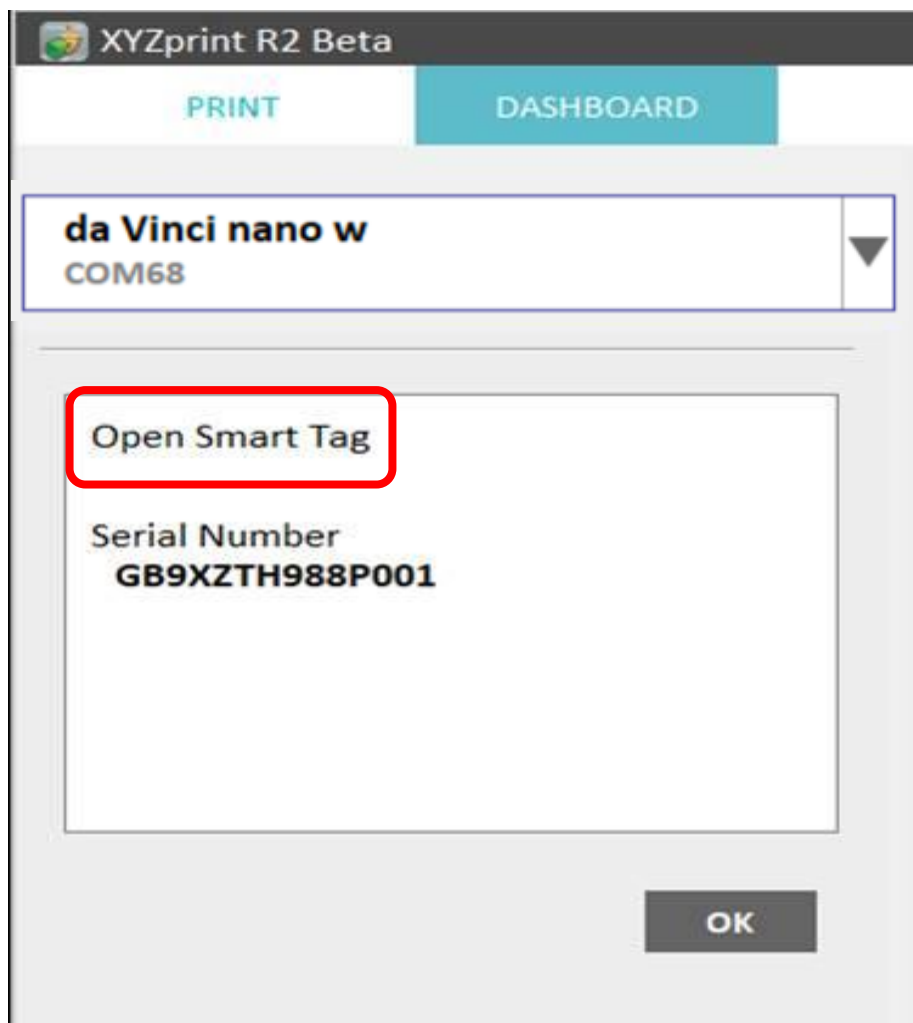 XYZprint R2 Beta
PRINT DASHBOARD
da Vinci nano w
COM68
Open Smart Tag
Serial Number
GB9XZTH988P001
OK